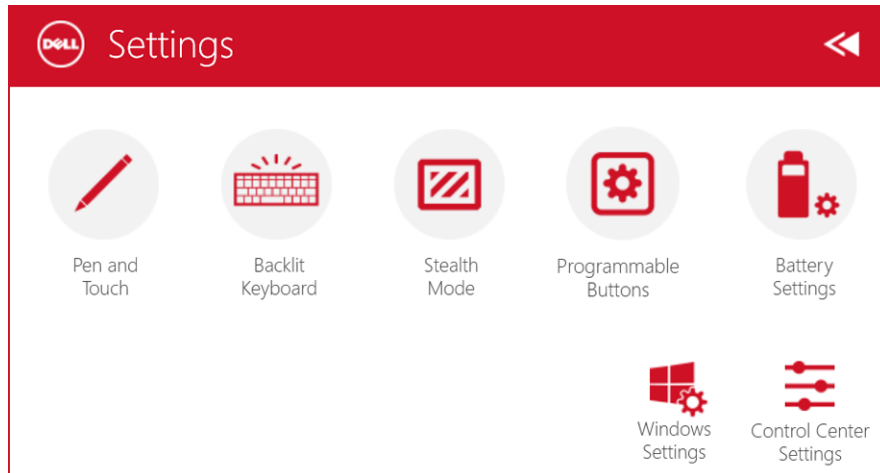 DELL
Settings
Pen and
Touch
Backlit
Keyboard
Stealth
Mode
Programmable
Buttons
Battery
Settings
Windows
Settings
Control Center
Settings